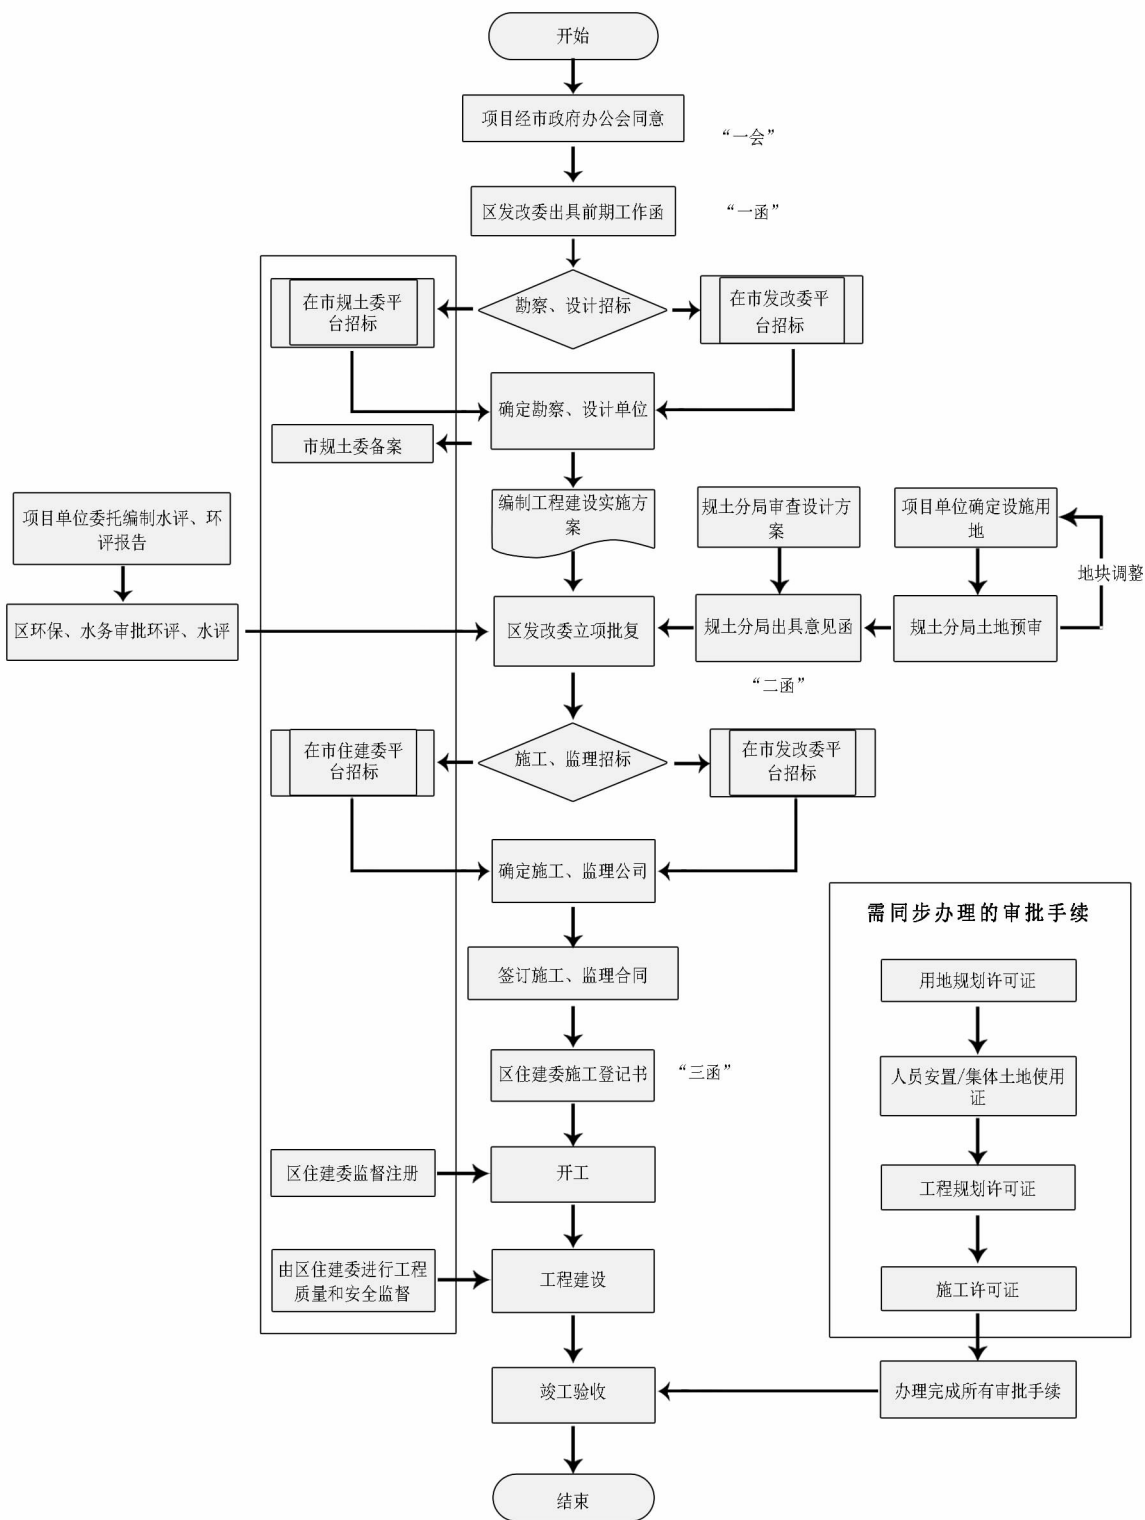 开始
项目经市政府办公会同意
“一会”
区发改委出具前期工作函
“一函”
在市规土委平
台招标
勘察、设计招标
在市发改委平
台招标
确定勘察、设计单位
市规土委备案
编制工程建设实施方
案
规土分局审查设计方
案
项目单位确定设施用
地
地块调整
项目单位委托编制水评、环
评报告
区环保、水务审批环评、水评
区发改委立项批复
规土分局出具意见函
规土分局土地预审
“二函”
在市住建委平
台招标
施工、监理招标
在市发改委平
台招标
确定施工、监理公司
签订施工、监理合同
区住建委施工登记书
“三函”
区住建委监督注册
开工
由区住建委进行工程
质量和安全监督
工程建设
需同步办理的审批手续
用地规划许可证
人员安置/集体土地使用
证
工程规划许可证
施工许可证
竣工验收
办理完成所有审批手续
结束